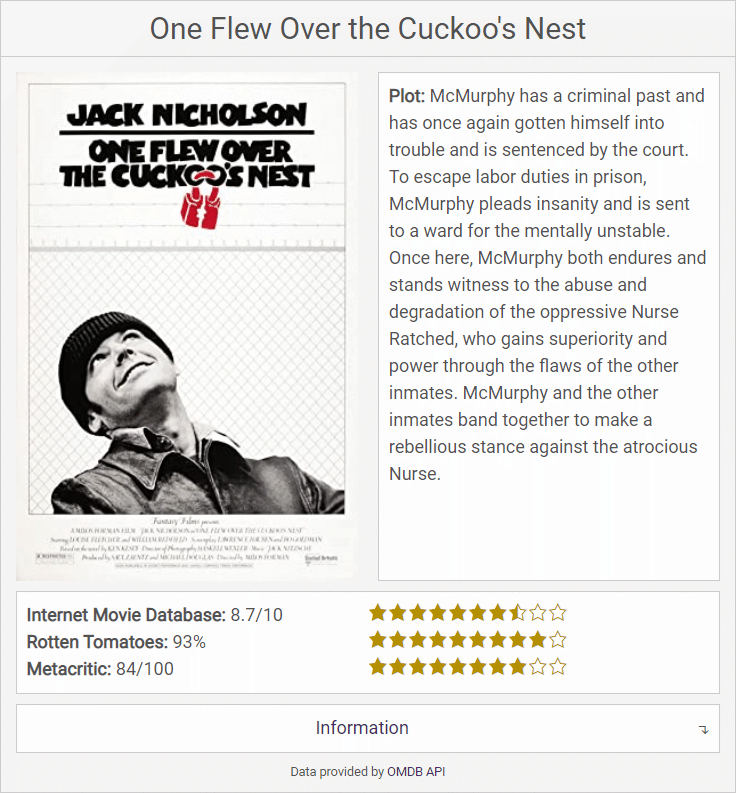 One Flew Over the Cuckoo's Nest
JACK NICHOLSON
ONE FLEW OVER
THE CUCKOO'S NEST
Fantasy Films presents
A MILOS FORMAN FILM "JACK NICHOLSON in ONE FLEW OVER THE CUCKOO'S NEST"
Starring LOUISE FLETCHER and WILLIAM REDFIELD Screenplay LAWRENCE HAUBEN and BO GOLDMAN
Based on the novel by KEN KESEY Director of Photography HASKELL WEXLER Music JACK NITZSCHE
Produced by SAUL ZAENTZ and MICHAEL DOUGLAS Directed by MILOS FORMAN
R RESTRICTED
United Artists
Plot: McMurphy has a criminal past and
has once again gotten himself into
trouble and is sentenced by the court.
To escape labor duties in prison,
McMurphy pleads insanity and is sent
to a ward for the mentally unstable.
Once here, McMurphy both endures and
stands witness to the abuse and
degradation of the oppressive Nurse
Ratched, who gains superiority and
power through the flaws of the other
inmates. McMurphy and the other
inmates band together to make a
rebellious stance against the atrocious
Nurse.
Internet Movie Database: 8.7/10
Rotten Tomatoes: 93%
Metacritic: 84/100
Information
Data provided by OMDB API